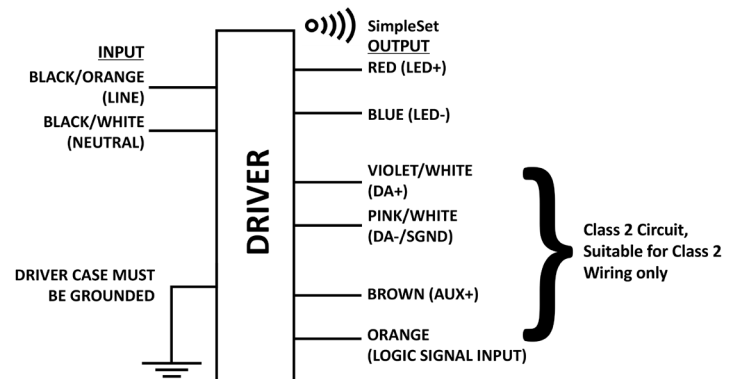 SimpleSet
INPUT
OUTPUT
BLACK/ORANGE
(LINE)
RED (LED+)
BLACK/WHITE
(NEUTRAL)
BLUE (LED-)
DRIVER
VIOLET/WHITE
(DA+)
PINK/WHITE
(DA-/SGND)
Class 2 Circuit,
Suitable for Class 2
Wiring only
DRIVER CASE MUST
BE GROUNDED
BROWN (AUX+)
ORANGE
(LOGIC SIGNAL INPUT)